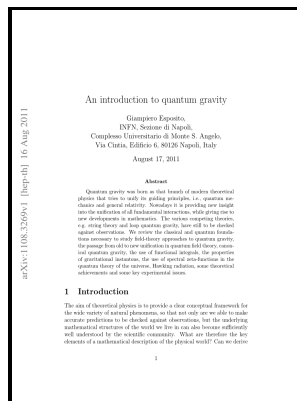 An introduction to quantum gravity
Giampiero Esposito,
INFN, Sezione di Napoli,
Complesso Universitario di Monte S. Angelo,
Via Cintia, Edificio 6, 80126 Napoli, Italy
August 17, 2011
arXiv:1108.3269v1 [hep-th] 16 Aug 2011
Abstract
Quantum gravity was born as that branch of modern theoretical
physics that tries to unify its guiding principles, i.e., quantum me-
chanics and general relativity. Nowadays it is providing new insight
into the unification of all fundamental interactions, while giving rise to
new developments in mathematics. The various competing theories,
e.g. string theory and loop quantum gravity, have still to be checked
against observations. We review the classical and quantum founda-
tions necessary to study field-theory approaches to quantum gravity,
the passage from old to new unification in quantum field theory, canon-
ical quantum gravity, the use of functional integrals, the properties
of gravitational instantons, the use of spectral zeta-functions in the
quantum theory of the universe, Hawking radiation, some theoretical
achievements and some key experimental issues.
1 Introduction
The aim of theoretical physics is to provide a clear conceptual framework for
the wide variety of natural phenomena, so that not only are we able to make
accurate predictions to be checked against observations, but the underlying
mathematical structures of the world we live in can also become sufficiently
well understood by the scientific community. What are therefore the key
elements of a mathematical description of the physical world? Can we derive
1